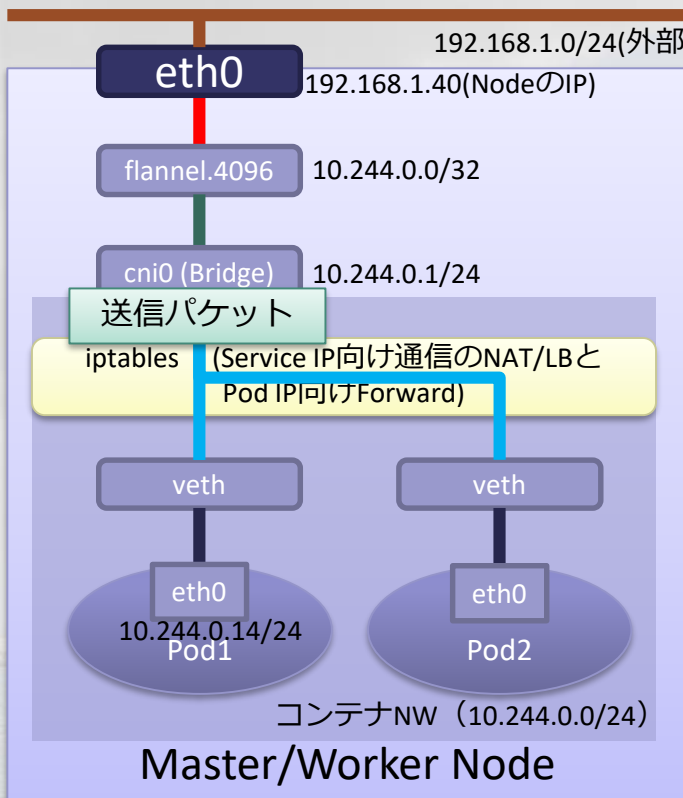 192.168.1.0/24(外部
eth0
192.168.1.40(NodeのIP)
flannel.4096
10.244.0.0/32
cni0 (Bridge)
10.244.0.1/24
送信パケット
iptables (Service IP向け通信のNAT/LBと
Pod IP向けForward)
veth
veth
eth0
eth0
10.244.0.14/24
Pod1
Pod2
コンテナNW（10.244.0.0/24）
Master/Worker Node